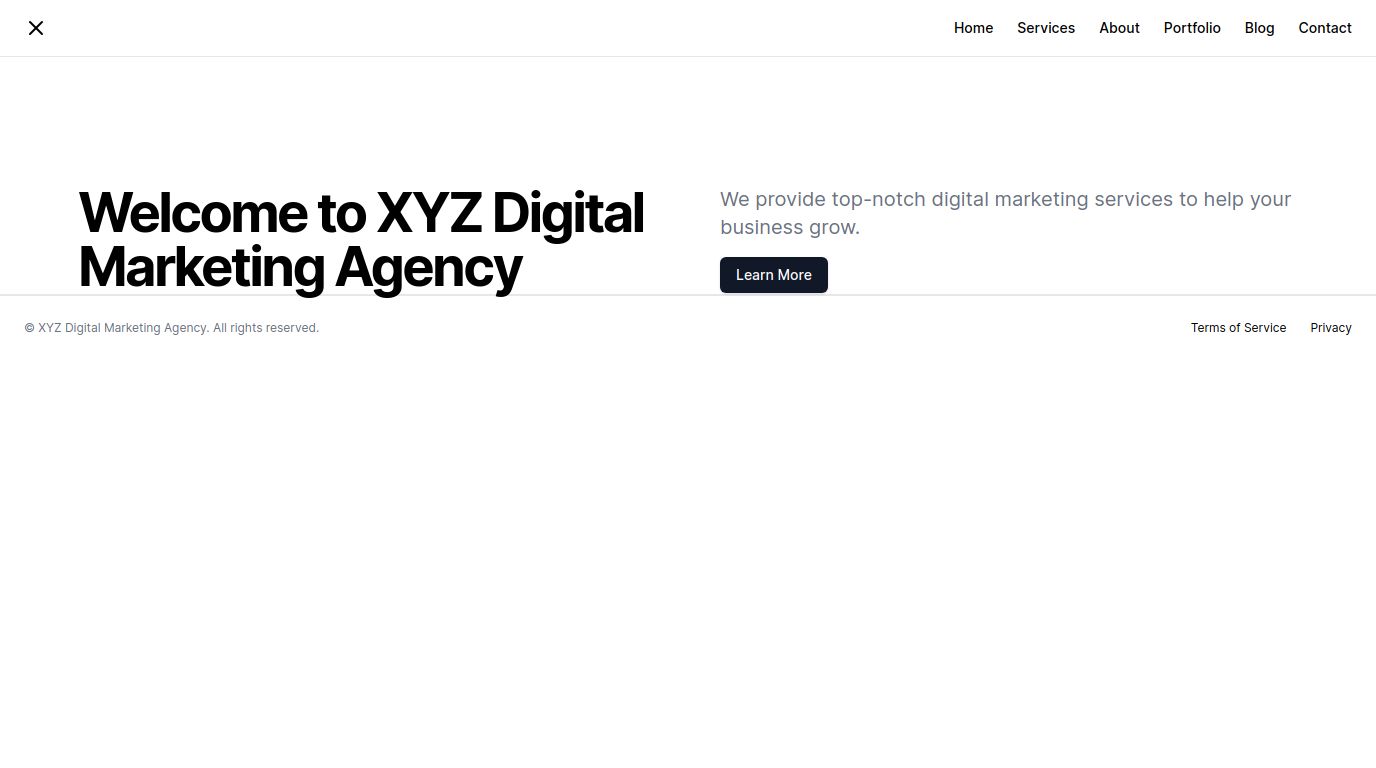 Home Services About Portfolio Blog Contact
Welcome to XYZ Digital
Marketing Agency
We provide top-notch digital marketing services to help your
business grow.
Learn More
© XYZ Digital Marketing Agency. All rights reserved.
Terms of Service Privacy